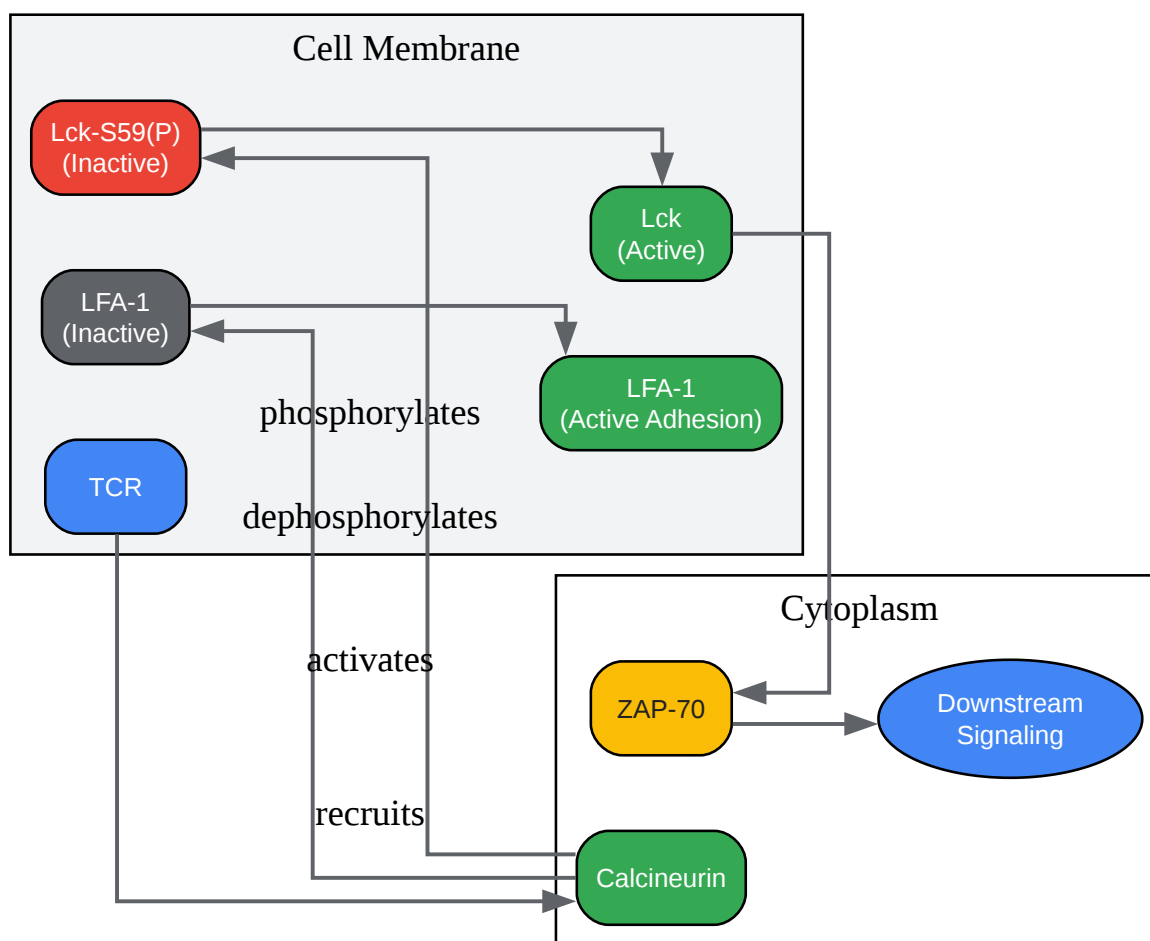 Cell Membrane
Lck-S59(P)
(Inactive)
Lck
(Active)
LFA-1
(Inactive)
LFA-1
(Active Adhesion)
phosphorylates
TCR
dephosphorylates
Cytoplasm
activates
ZAP-70
Downstream
Signaling
recruits
Calcineurin